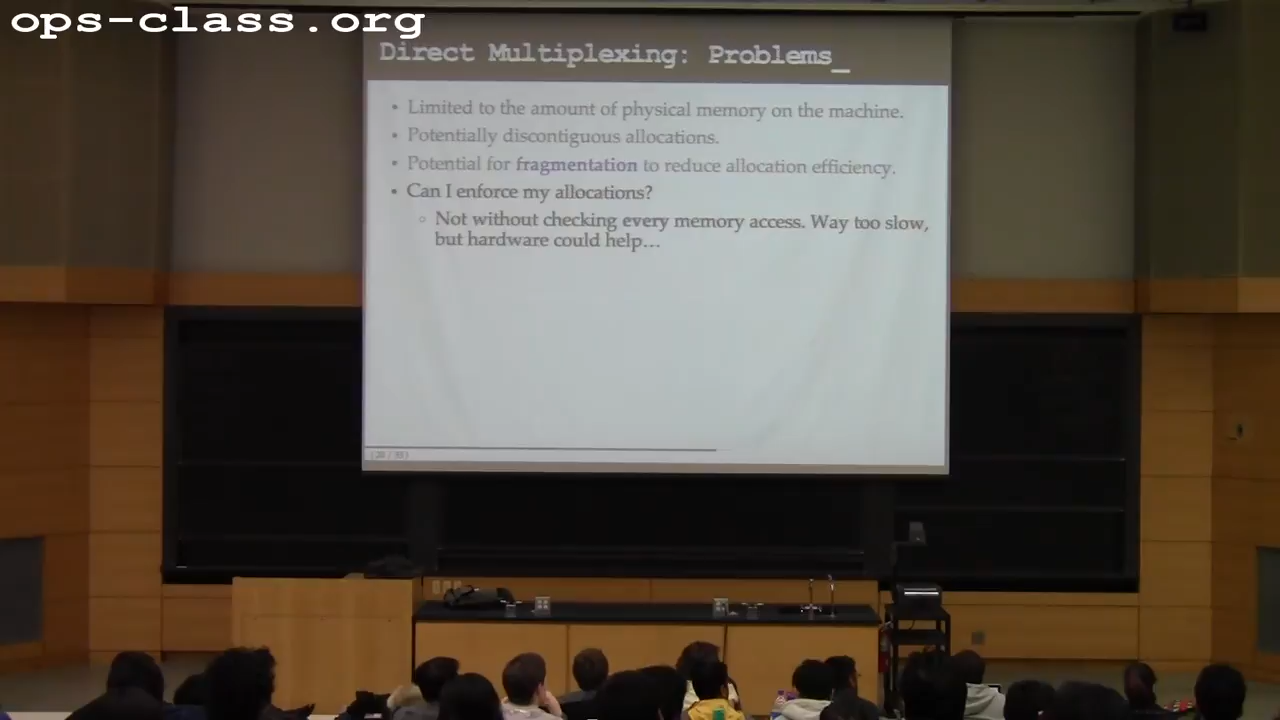 ops-class.org
Direct Multiplexing: Problems_
• Limited to the amount of physical memory on the machine.
• Potentially discontiguous allocations.
• Potential for fragmentation to reduce allocation efficiency.
• Can I enforce my allocations?
◦ Not without checking every memory access. Way too slow,
but hardware could help…